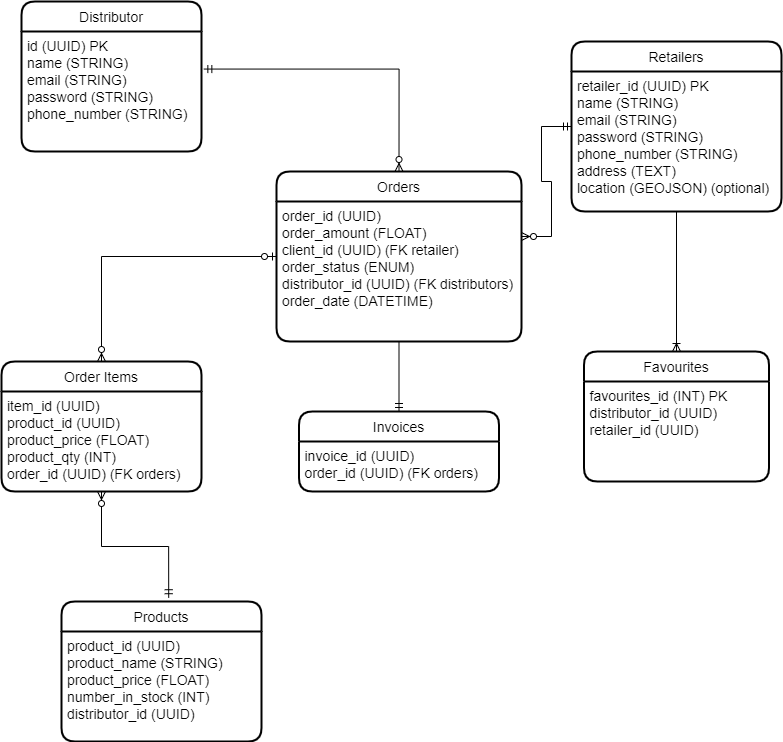 Distributor
id (UUID) PK
name (STRING)
email (STRING)
password (STRING)
phone_number (STRING)
Retailers
retailer_id (UUID) PK
name (STRING)
email (STRING)
password (STRING)
phone_number (STRING)
address (TEXT)
location (GEOJSON) (optional)
Orders
order_id (UUID)
order_amount (FLOAT)
client_id (UUID) (FK retailer)
order_status (ENUM)
distributor_id (UUID) (FK distributors)
order_date (DATETIME)
Order Items
item_id (UUID)
product_id (UUID)
product_price (FLOAT)
product_qty (INT)
order_id (UUID) (FK orders)
Invoices
invoice_id (UUID)
order_id (UUID) (FK orders)
Favourites
favourites_id (INT) PK
distributor_id (UUID)
retailer_id (UUID)
Products
product_id (UUID)
product_name (STRING)
product_price (FLOAT)
number_in_stock (INT)
distributor_id (UUID)